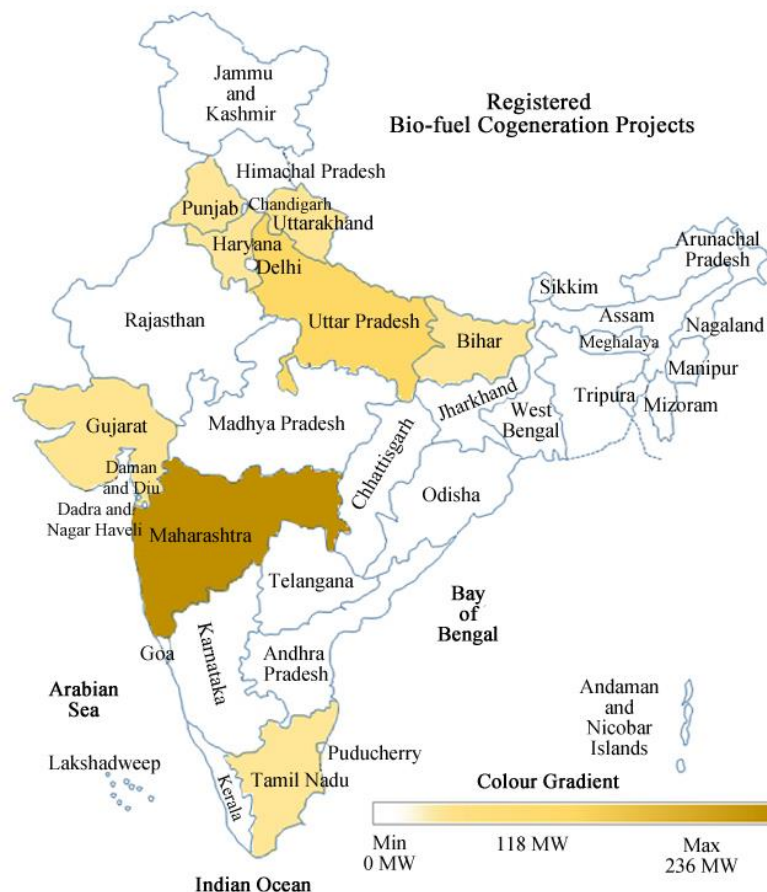 Registered
Bio-fuel Cogeneration Projects
Jammu
and
Kashmir
Himachal Pradesh
Chandigarh
Punjab
Uttarakhand
Haryana
Delhi
Arunachal
Pradesh
Sikkim
Rajasthan
Uttar Pradesh
Assam
Nagaland
Bihar
Meghalaya
Manipur
Jharkhand
Tripura
Mizoram
West
Bengal
Gujarat
Madhya Pradesh
Chhattisgarh
Daman
and Diu
Dadra and
Nagar Haveli
Odisha
Maharashtra
Telangana
Bay
of
Bengal
Goa
Karnataka
Andhra
Pradesh
Arabian
Sea
Andaman
and
Nicobar
Islands
Lakshadweep
Puducherry
Tamil Nadu
Kerala
Colour Gradient
Min
0 MW
118 MW
Max
236 MW
Indian Ocean